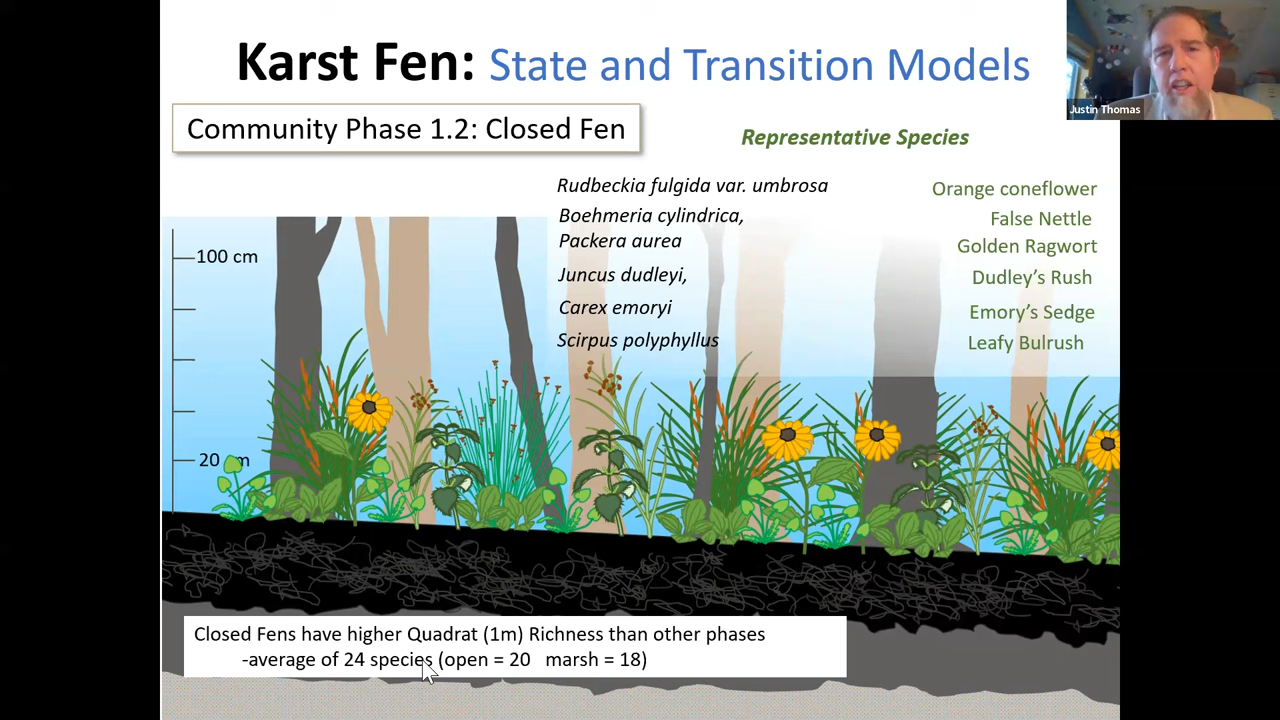 Karst Fen: State and Transition Models
Justin Thomas
Community Phase 1.2: Closed Fen
Representative Species
Rudbeckia fulgida var. umbrosa
Orange coneflower
Boehmeria cylindrica,
False Nettle
Packera aurea
Golden Ragwort
Juncus dudleyi,
Dudley's Rush
Carex emoryi
Emory's Sedge
Scirpus polyphyllus
Leafy Bulrush
100 cm
20
Closed Fens have higher Quadrat (1m) Richness than other phases
-average of 24 species (open = 20 marsh = 18)